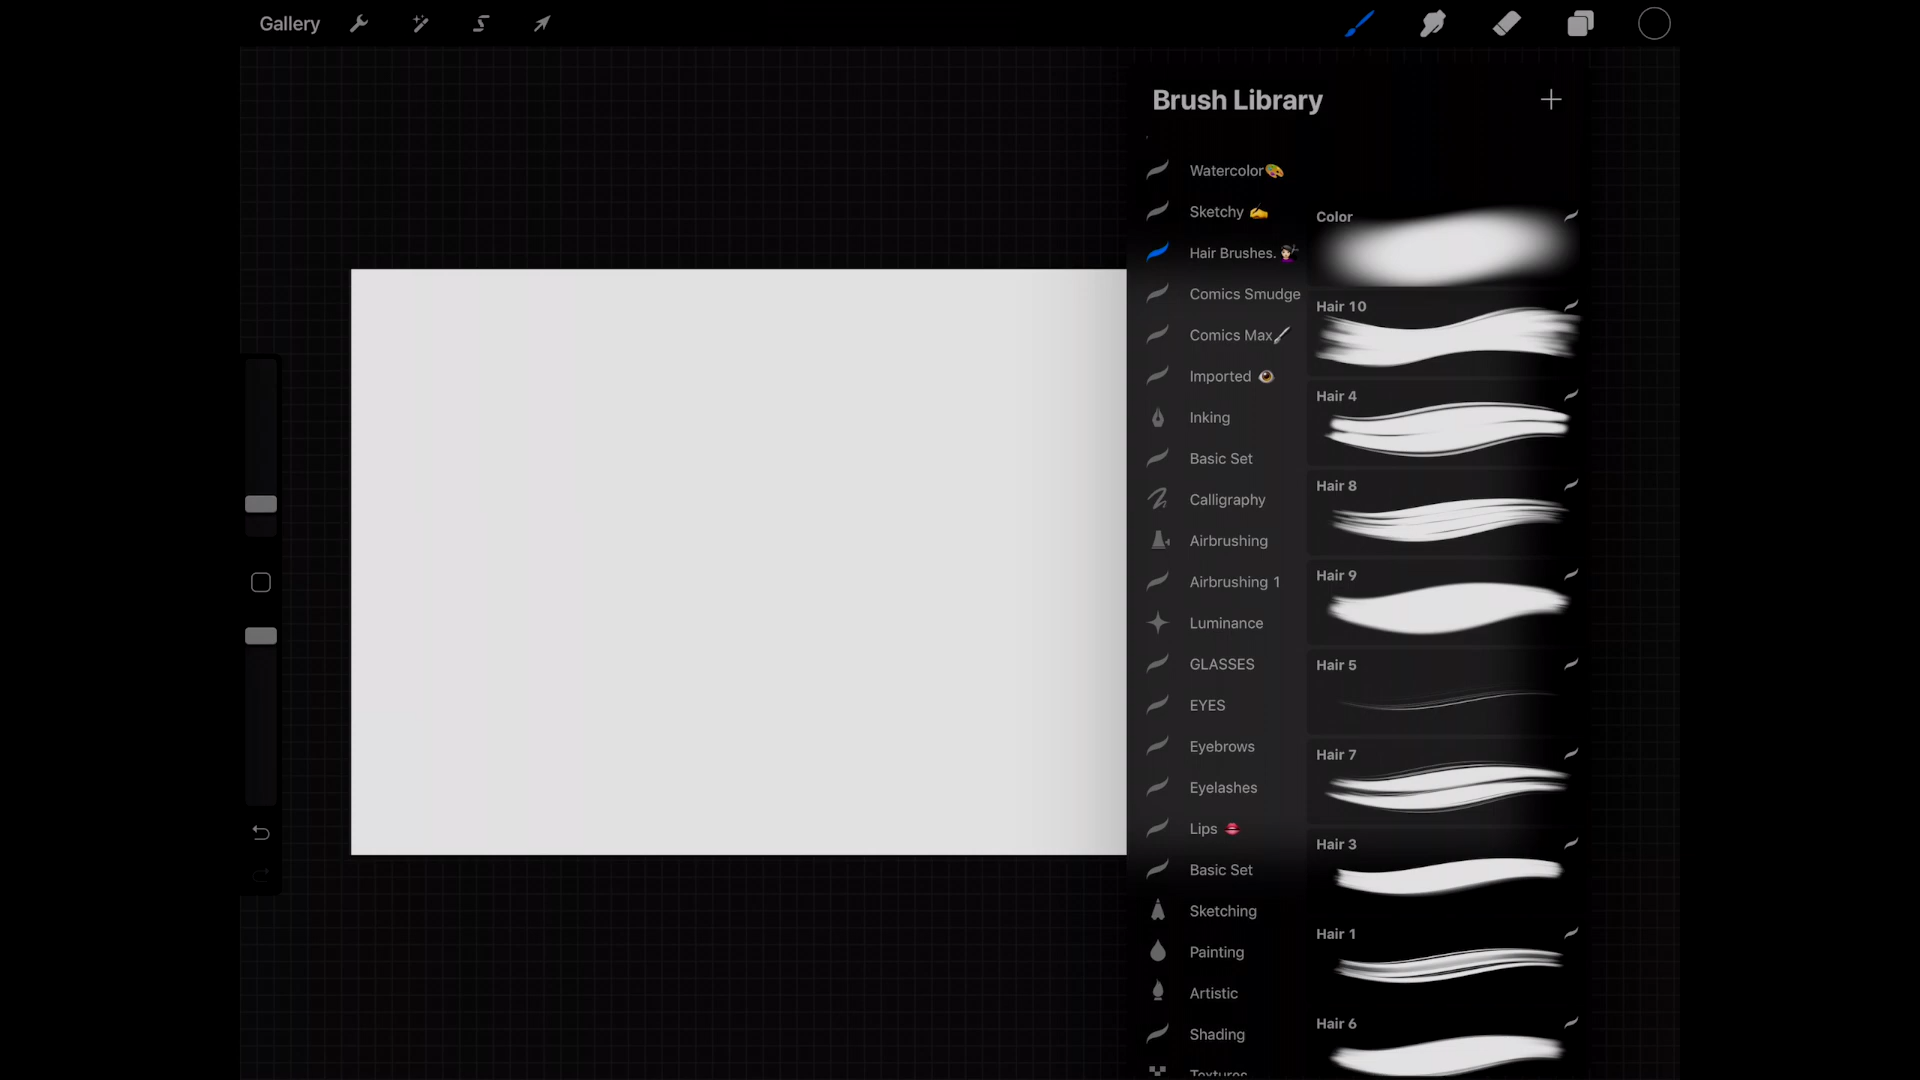 Gallery
Brush Library
Watercolor🎨
Sketchy ✍️
Hair Brushes. 💇🏻‍♀️
Comics Smudge
Comics Max🖌️
Imported 👁️
Inking
Basic Set
Calligraphy
Airbrushing
Airbrushing 1
Luminance
GLASSES
EYES
Eyebrows
Eyelashes
Lips 👄
Basic Set
Sketching
Painting
Artistic
Shading
Textures
Color
Hair 10
Hair 4
Hair 8
Hair 9
Hair 5
Hair 7
Hair 3
Hair 1
Hair 6